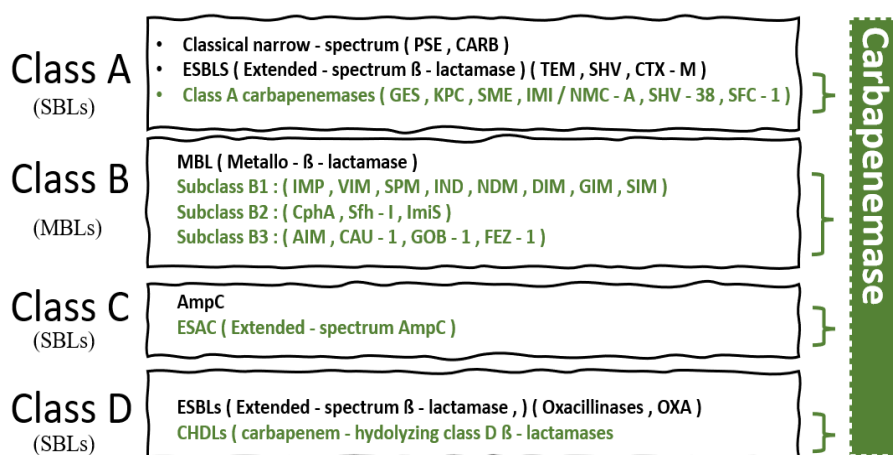 Class A
(SBLs)
• Classical narrow - spectrum ( PSE , CARB )
• ESBLS ( Extended - spectrum ß - lactamase ) ( TEM , SHV , CTX - M )
• Class A carbapenemases ( GES , KPC , SME , IMI / NMC - A , SHV - 38 , SFC - 1 )
Class B
(MBLs)
MBL ( Metallo - ß - lactamase )
Subclass B1 : ( IMP , VIM , SPM , IND , NDM , DIM , GIM , SIM )
Subclass B2 : ( CphA , Sfh - I , ImiS )
Subclass B3 : ( AIM , CAU - 1 , GOB - 1 , FEZ - 1 )
Class C
(SBLs)
AmpC
ESAC ( Extended - spectrum AmpC )
Class D
(SBLs)
ESBLs ( Extended - spectrum ß - lactamase , ) ( Oxacillinases , OXA )
CHDLs ( carbapenem - hydolyzing class D ß - lactamases
Carbapenemase